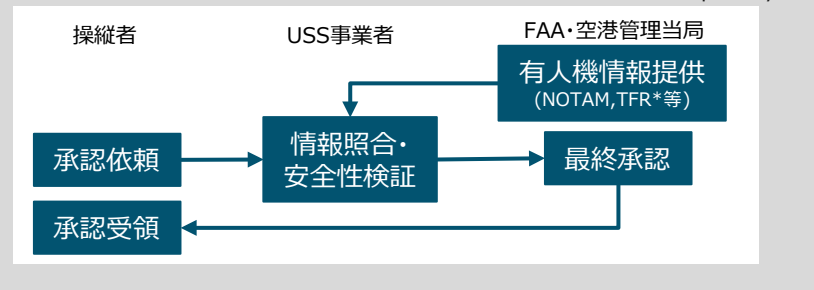 操縦者
USS事業者
FAA・空港管理当局
有人機情報提供
(NOTAM,TFR*等)
承認依頼
情報照合・
安全性検証
最終承認
承認受領